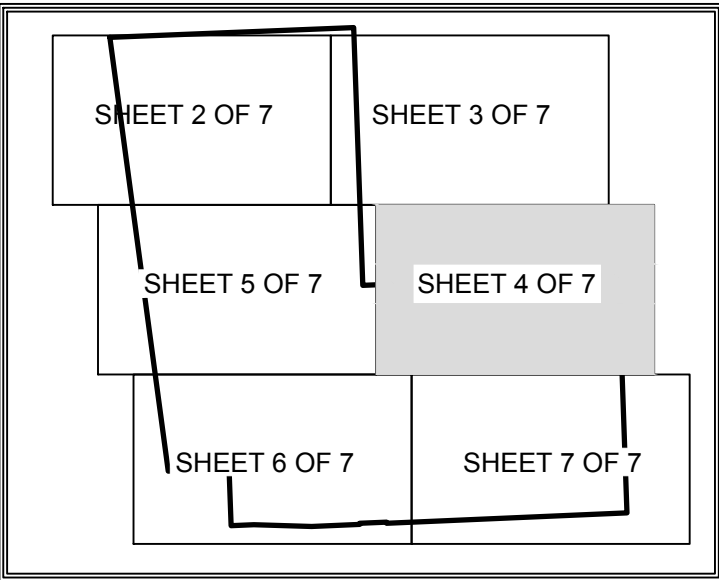 SHEET 2 OF 7
SHEET 3 OF 7
SHEET 5 OF 7
SHEET 4 OF 7
SHEET 6 OF 7
SHEET 7 OF 7